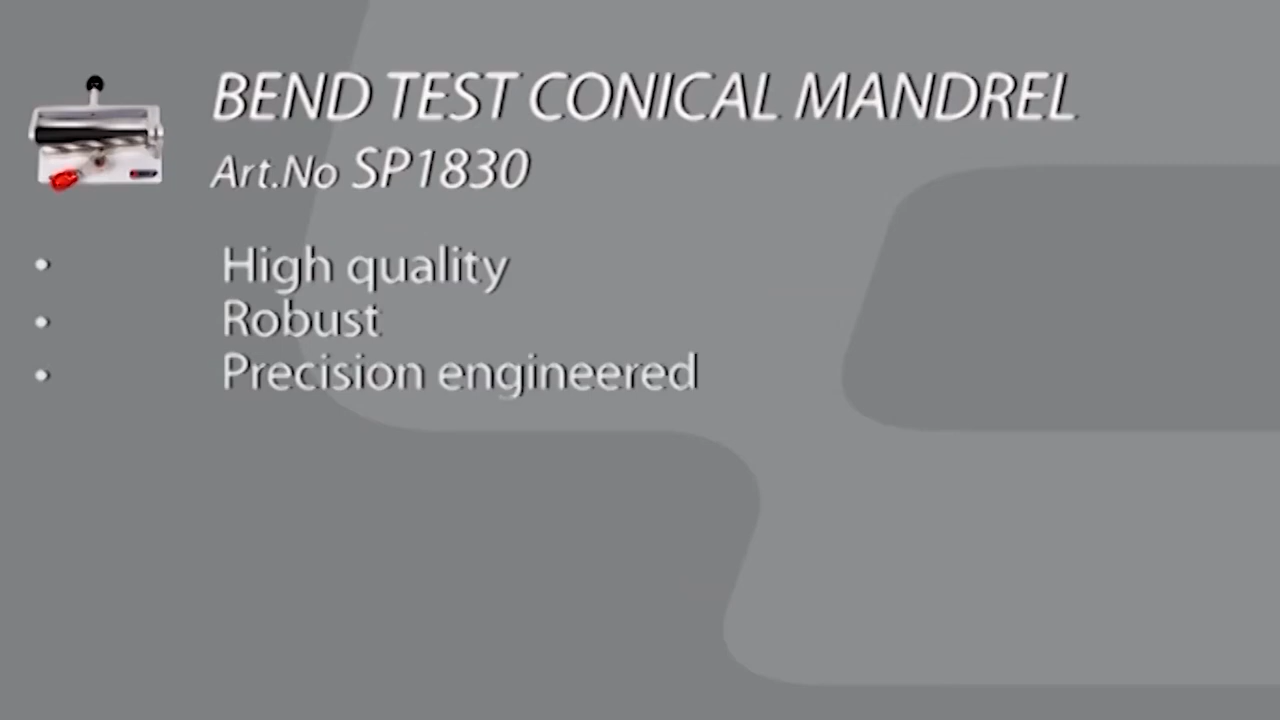 BEND TEST CONICAL MANDREL
Art.No SP1830
• High quality
• Robust
• Precision engineered